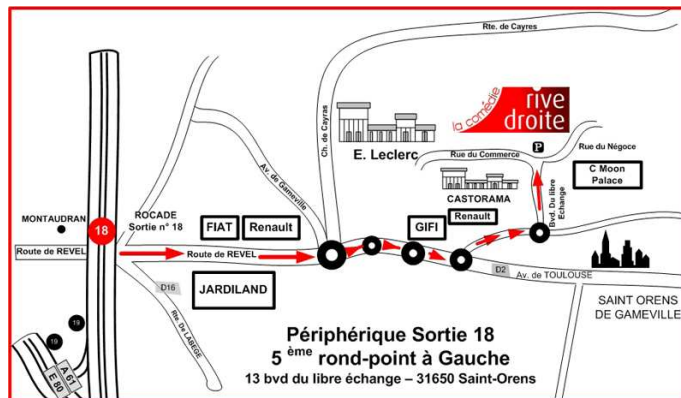 Rte. de Cayres
la comédie
rive
droite
Ch. de Cayras
E. Leclerc
P
Rue du Négoce
Rue du Commerce
C Moon
Palace
Av. de Gameville
CASTORAMA
Renault
Bvd. Du libre
Echange
MONTAUDRAN
18
ROCADE
Sortie n° 18
FIAT
Renault
GIFI
Route de REVEL
Route de REVEL
D2
Av. de TOULOUSE
D16
JARDILAND
SAINT ORENS
DE GAMEVILLE
Rte. De LABEGE
19
19
A 61
E 80
Périphérique Sortie 18
5 ème rond-point à Gauche
13 bvd du libre échange – 31650 Saint-Orens